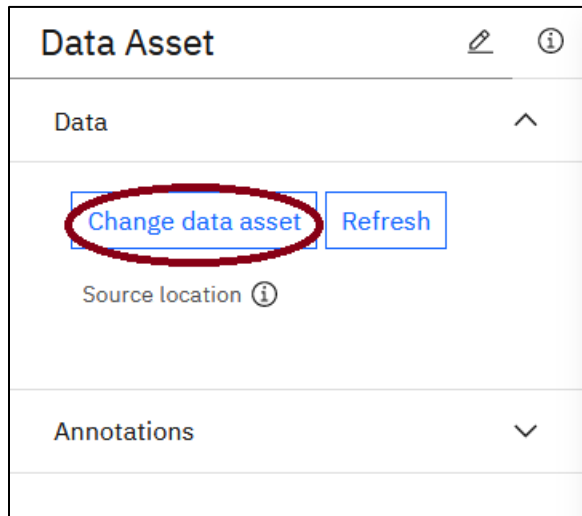 Data Asset
Data
Change data asset Refresh
Source location
Annotations